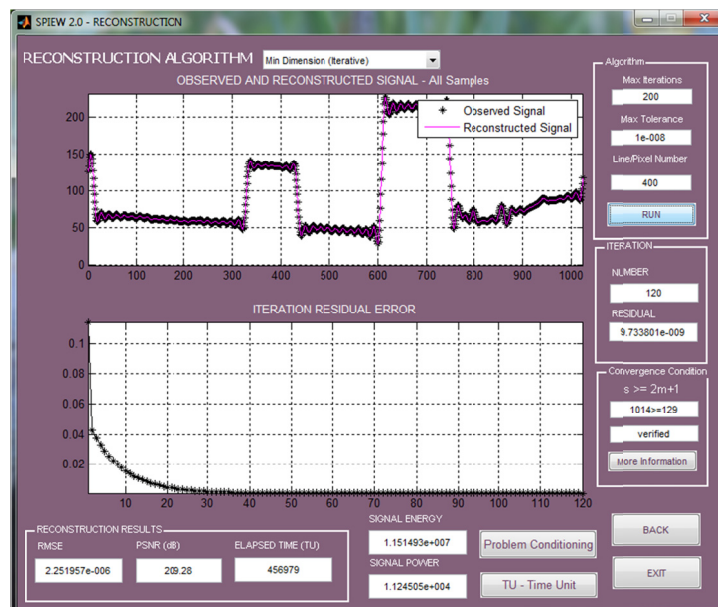 SPIEW 2.0 - RECONSTRUCTION
RECONSTRUCTION ALGORITHM
Min Dimension (Iterative)
OBSERVED AND RECONSTRUCTED SIGNAL - All Samples
200
150
100
50
0
Observed Signal
Reconstructed Signal
0 100 200 300 400 500 600 700 800 900 1000
ITERATION RESIDUAL ERROR
0.1
0.08
0.06
0.04
0.02
10 20 30 40 50 60 70 80 90 100 110 120
Algorithm
Max Iterations
200
Max Tolerance
1e-008
Line/Pixel Number
400
RUN
ITERATION
NUMBER
120
RESIDUAL
9.733801e-009
Convergence Condition
s >= 2m+1
1014>=129
verified
More Information
RECONSTRUCTION RESULTS
RMSE
2.251957e-006
PSNR (dB)
209.28
ELAPSED TIME (TU)
456979
SIGNAL ENERGY
1.151493e+007
SIGNAL POWER
1.124505e+004
Problem Conditioning
TU - Time Unit
BACK
EXIT